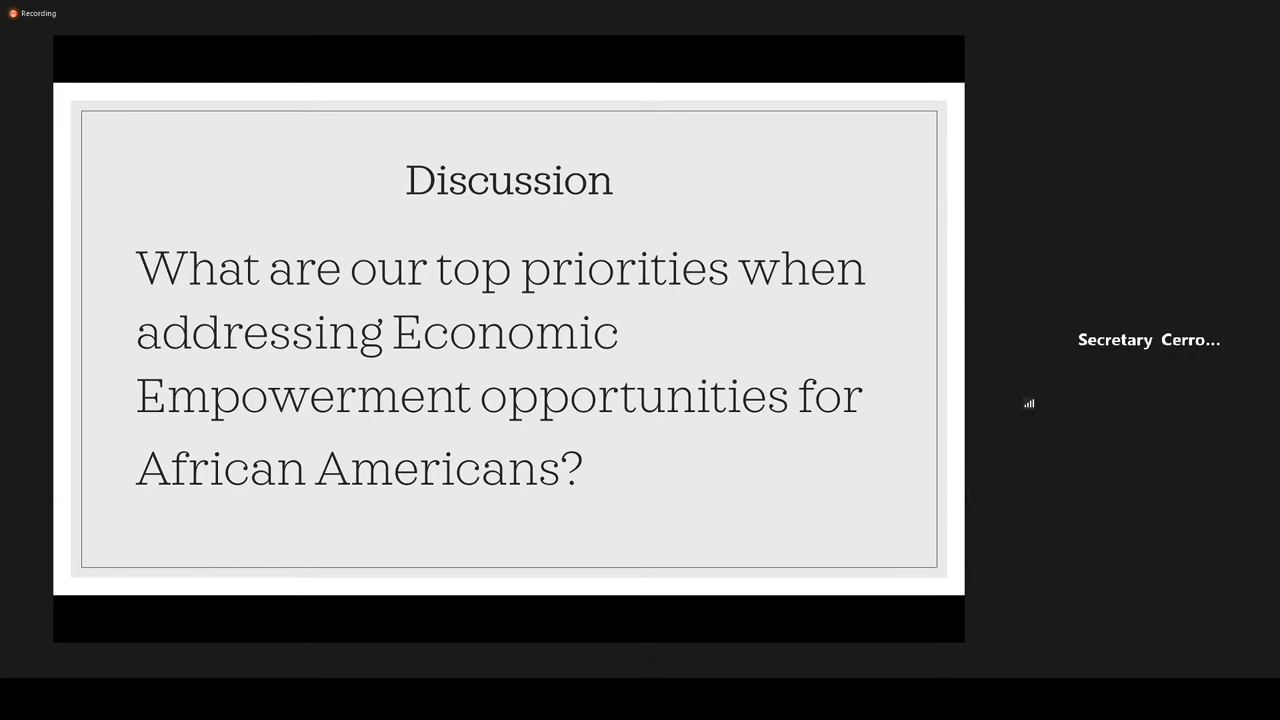 Recording
Discussion
What are our top priorities when
addressing Economic
Empowerment opportunities for
African Americans?
Secretary Cerro...